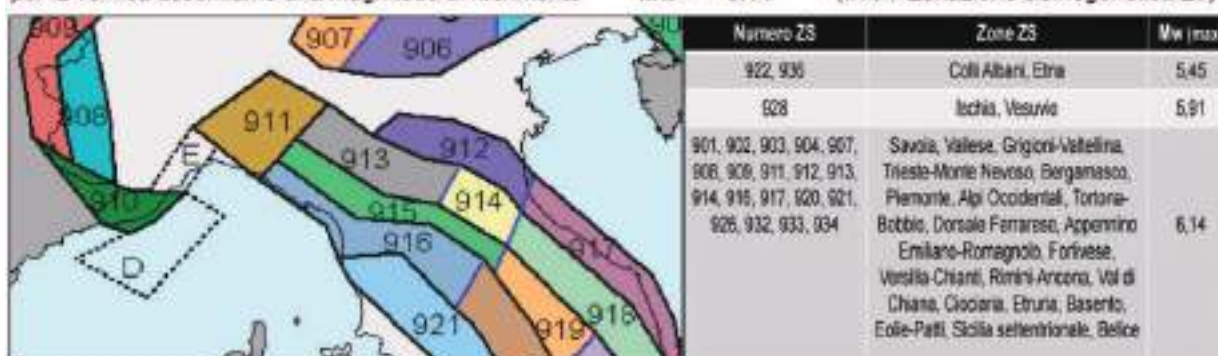 907
906
909
908
911
E
913
912
910
915
914
916
917
D
921
919
918
Numero ZS
Zone ZS
Mw (max
922, 936
Colli Albani, Etna
5,45
928
Ischia, Vesuvio
5,91
901, 902, 903, 904, 907,
908, 909, 911, 912, 913,
914, 916, 917, 920, 921,
926, 932, 933, 934
Savoia, Vallese, Grigioni-Valtellina,
Trieste-Monte Nevoso, Bergamasco,
Piemonte, Alpi Occidentali, Tortona-
Bobbio, Dorsale Ferrarese, Appennino
Emiliano-Romagnolo, Forlivese,
Versilia-Chianti, Rimini-Ancona, Val di
Chiana, Ciociaria, Etruria, Basento,
Eolie-Patti, Sicilia settentrionale, Belice
6,14